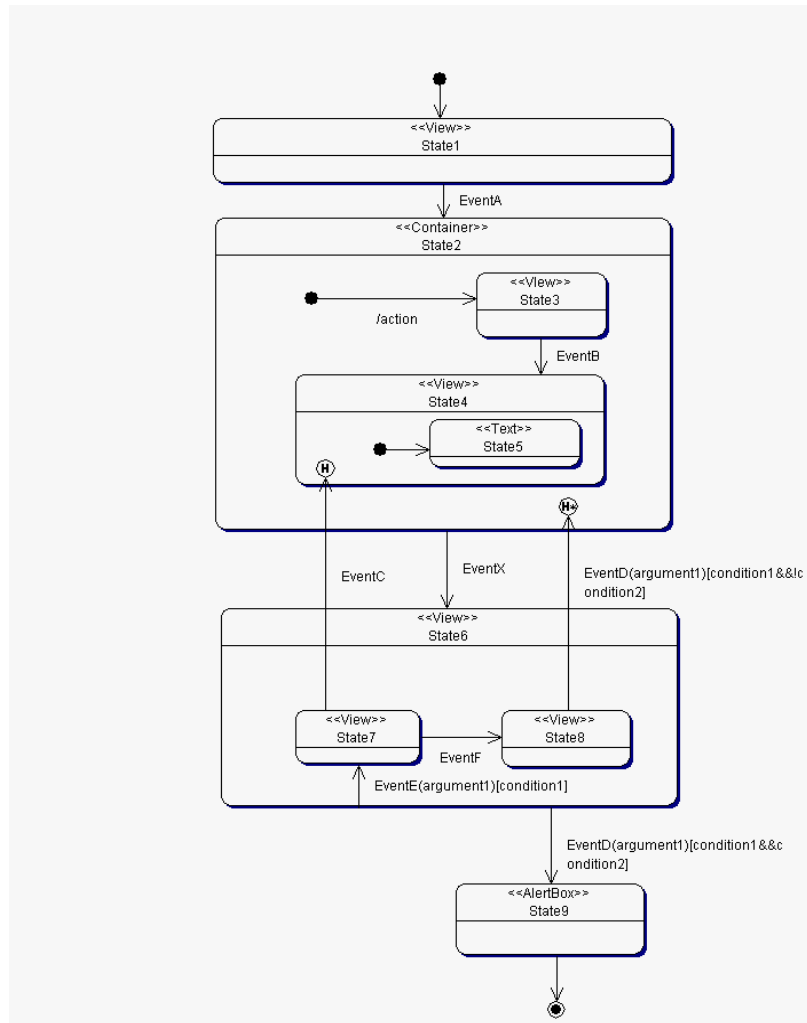 <<View>>
State1
EventA
<<Container>>
State2
<<VIew>>
State3
/action
EventB
<<View>>
State4
<<Text>>
State5
H
H*
EventC
EventX
EventD(argument1)[condition1&&!c
ondition2]
<<View>>
State6
<<View>>
State7
<<View>>
State8
EventF
EventE(argument1)[condition1]
EventD(argument1)[condition1&&c
ondition2]
<<AlertBox>>
State9